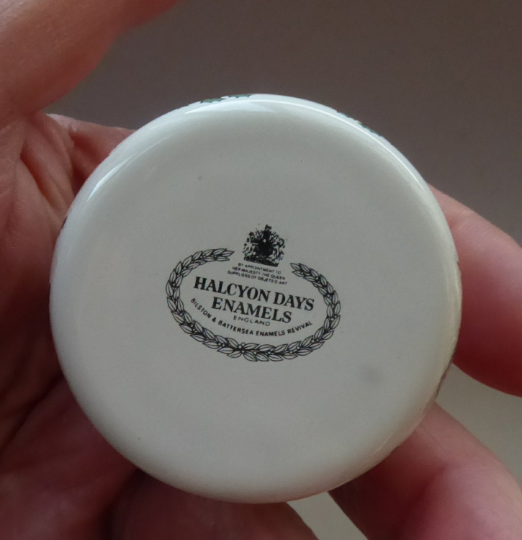 BY APPOINTMENT TO
HER MAJESTY THE QUEEN
SUPPLIERS OF OBJETS D'ART
HALCYON DAYS
ENAMELS
ENGLAND
BILSTON & BATTERSEA ENAMELS REVIVAL